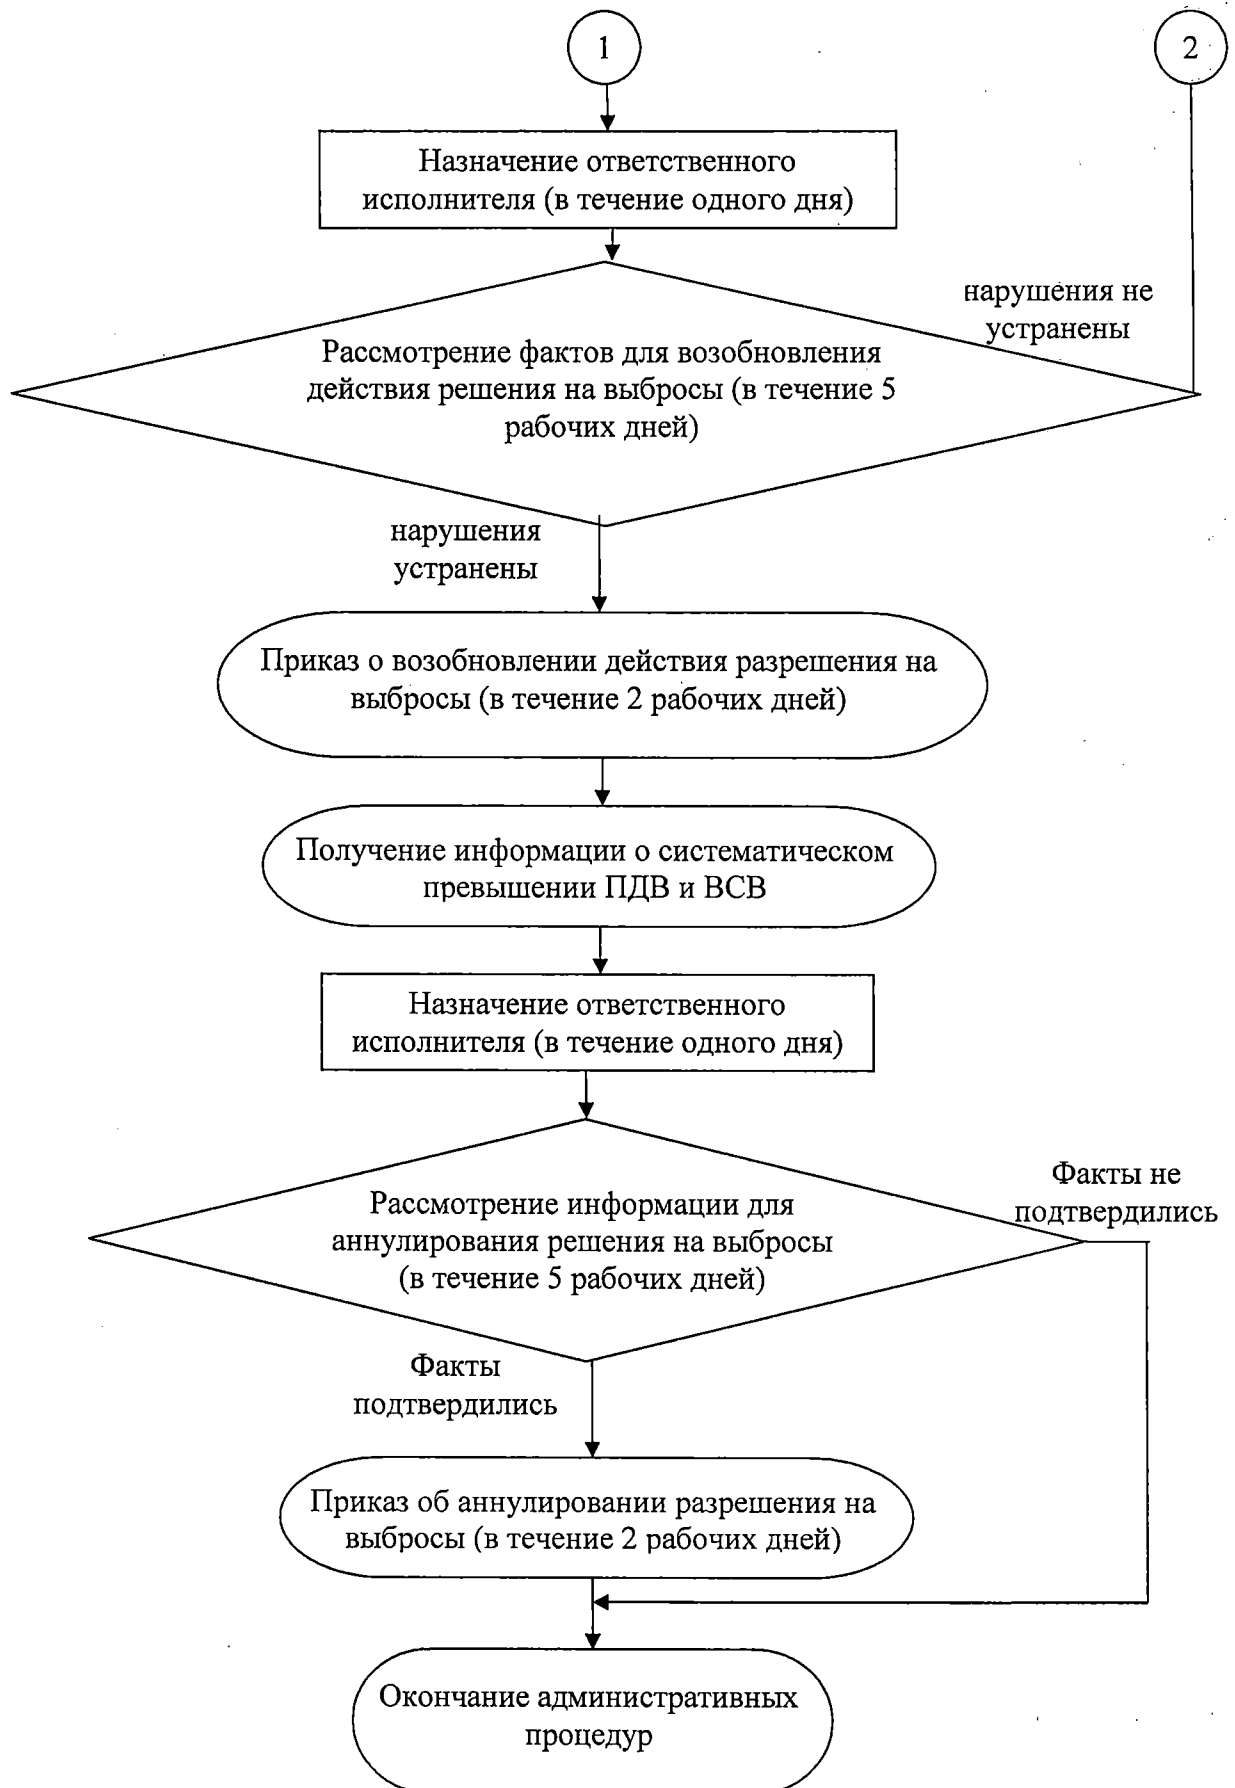 1
2
Назначение ответственного
исполнителя (в течение одного дня)
нарушения не
устранены
Рассмотрение фактов для возобновления
действия решения на выбросы (в течение 5
рабочих дней)
нарушения
устранены
Приказ о возобновлении действия разрешения на
выбросы (в течение 2 рабочих дней)
Получение информации о систематическом
превышении ПДВ и ВСВ
Назначение ответственного
исполнителя (в течение одного дня)
Факты не
подтвердились
Рассмотрение информации для
аннулирования решения на выбросы
(в течение 5 рабочих дней)
Факты
подтвердились
Приказ об аннулировании разрешения на
выбросы (в течение 2 рабочих дней)
Окончание административных
процедур